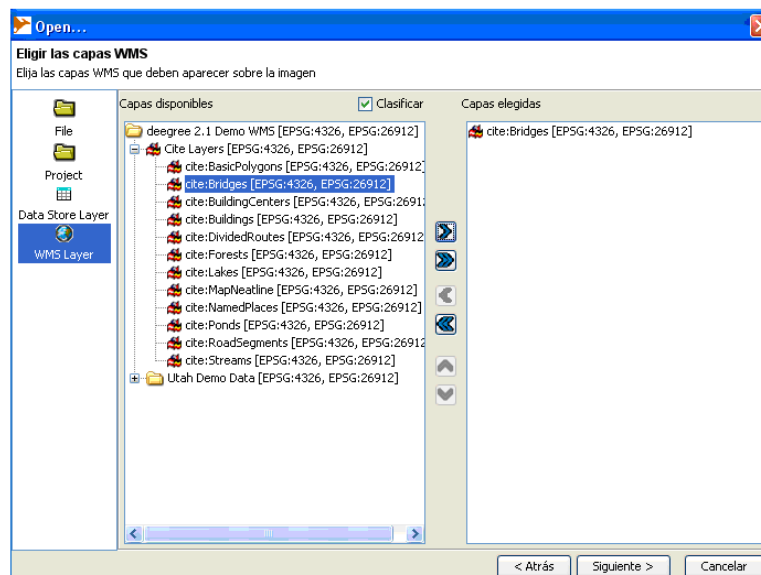 Open...
Eligir las capas WMS
Elija las capas WMS que deben aparecer sobre la imagen
File
Project
Data Store Layer
WMS Layer
Capas disponibles
Clasificar
deegree 2.1 Demo WMS [EPSG:4326, EPSG:26912]
Cite Layers [EPSG:4326, EPSG:26912]
cite:BasicPolygons [EPSG:4326, EPSG:26912]
cite:Bridges [EPSG:4326, EPSG:26912]
cite:BuildingCenters [EPSG:4326, EPSG:2691
cite:Buildings [EPSG:4326, EPSG:26912]
cite:DividedRoutes [EPSG:4326, EPSG:26912
cite:Forests [EPSG:4326, EPSG:26912]
cite:Lakes [EPSG:4326, EPSG:26912]
cite:MapNeatline [EPSG:4326, EPSG:26912]
cite:NamedPlaces [EPSG:4326, EPSG:26912]
cite:Ponds [EPSG:4326, EPSG:26912]
cite:RoadSegments [EPSG:4326, EPSG:26912
cite:Streams [EPSG:4326, EPSG:26912]
Utah Demo Data [EPSG:4326, EPSG:26912]
Capas elegidas
cite:Bridges [EPSG:4326, EPSG:26912]
< Atrás
Siguiente >
Cancelar